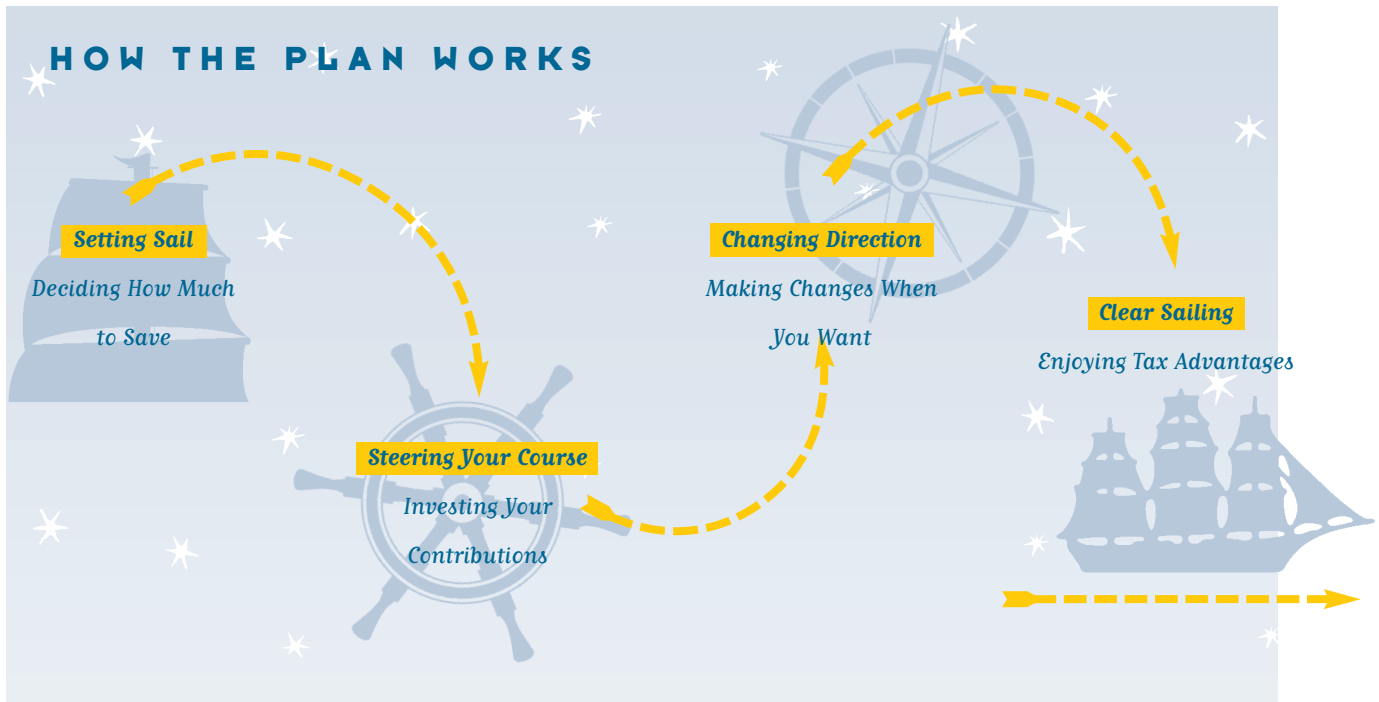 HOW THE PLAN WORKS
Setting Sail
Deciding How Much
to Save
Steering Your Course
Investing Your
Contributions
Changing Direction
Making Changes When
You Want
Clear Sailing
Enjoying Tax Advantages